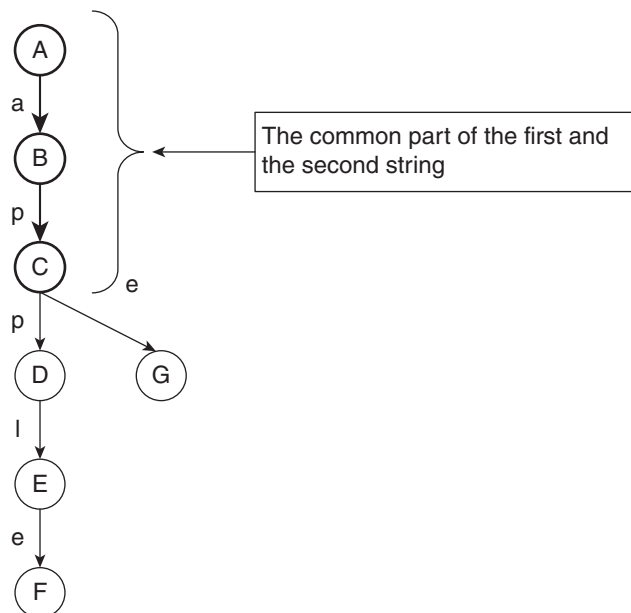 A
a
B
The common part of the first and
the second string
p
C
e
p
D
G
l
E
e
F